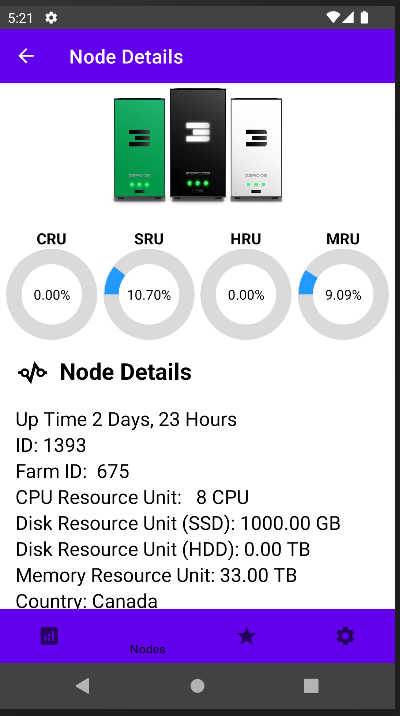 5:21
Node Details
CRU
SRU
HRU
MRU
0.00%
10.70%
0.00%
9.09%
Node Details
Up Time 2 Days, 23 Hours
ID: 1393
Farm ID: 675
CPU Resource Unit: 8 CPU
Disk Resource Unit (SSD): 1000.00 GB
Disk Resource Unit (HDD): 0.00 TB
Memory Resource Unit: 33.00 TB
Country: Canada
Nodes